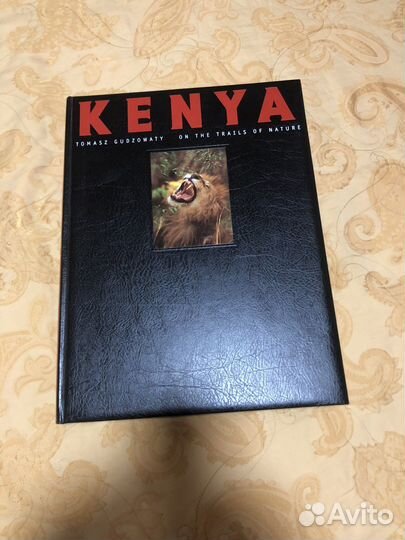 KENYA
TOMASZ GUDZOWATY ON THE TRAILS OF NATURE
Avito